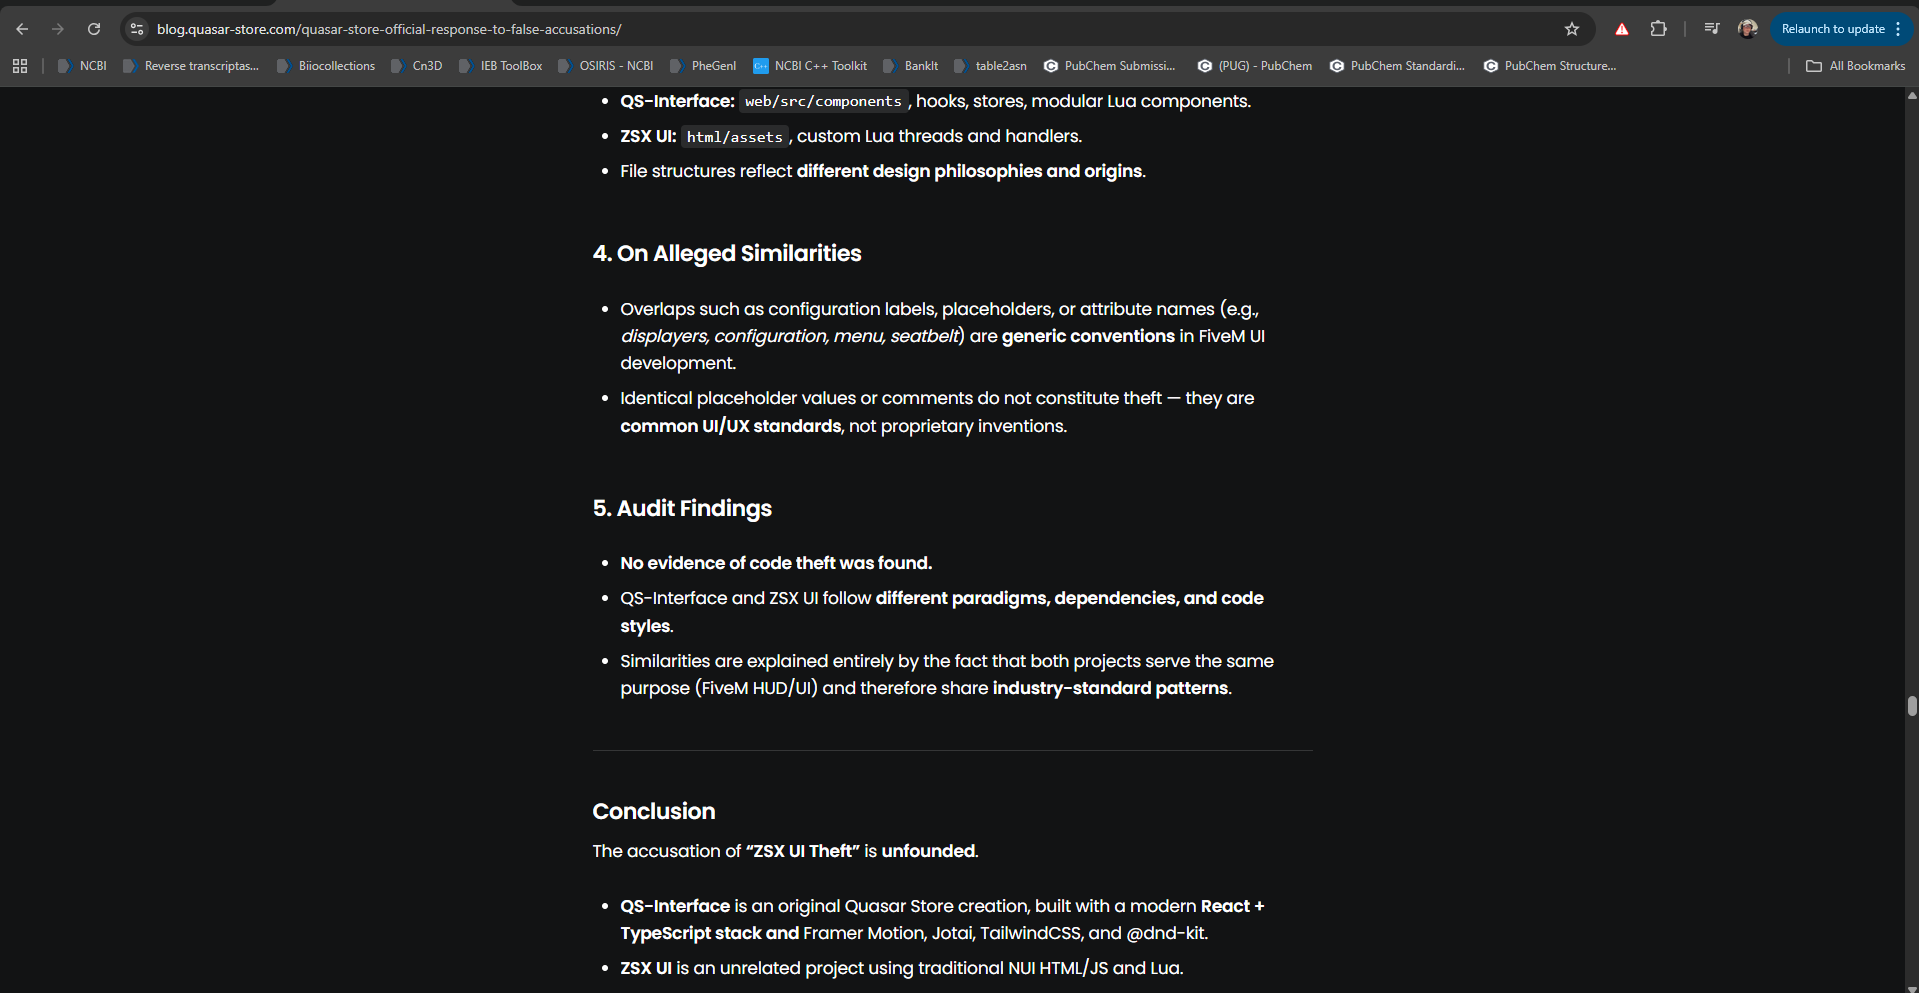 blog.quasar-store.com/quasar-store-official-response-to-false-accusations/
Relaunch to update
NCBI
Reverse transcriptas...
Biiocollections
Cn3D
IEB ToolBox
OSIRIS - NCBI
PheGenI
C++
NCBI C++ Toolkit
BankIt
table2asn
PubChem Submissi...
(PUG) - PubChem
PubChem Standardi...
PubChem Structure...
All Bookmarks
• QS-Interface: web/src/components, hooks, stores, modular Lua components.
• ZSX UI: html/assets, custom Lua threads and handlers.
• File structures reflect different design philosophies and origins.
4. On Alleged Similarities
• Overlaps such as configuration labels, placeholders, or attribute names (e.g.,
displayers, configuration, menu, seatbelt) are generic conventions in FiveM UI
development.
• Identical placeholder values or comments do not constitute theft — they are
common UI/UX standards, not proprietary inventions.
5. Audit Findings
• No evidence of code theft was found.
• QS-Interface and ZSX UI follow different paradigms, dependencies, and code
styles.
• Similarities are explained entirely by the fact that both projects serve the same
purpose (FiveM HUD/UI) and therefore share industry-standard patterns.
Conclusion
The accusation of “ZSX UI Theft” is unfounded.
• QS-Interface is an original Quasar Store creation, built with a modern React +
TypeScript stack and Framer Motion, Jotai, TailwindCSS, and @dnd-kit.
• ZSX UI is an unrelated project using traditional NUI HTML/JS and Lua.